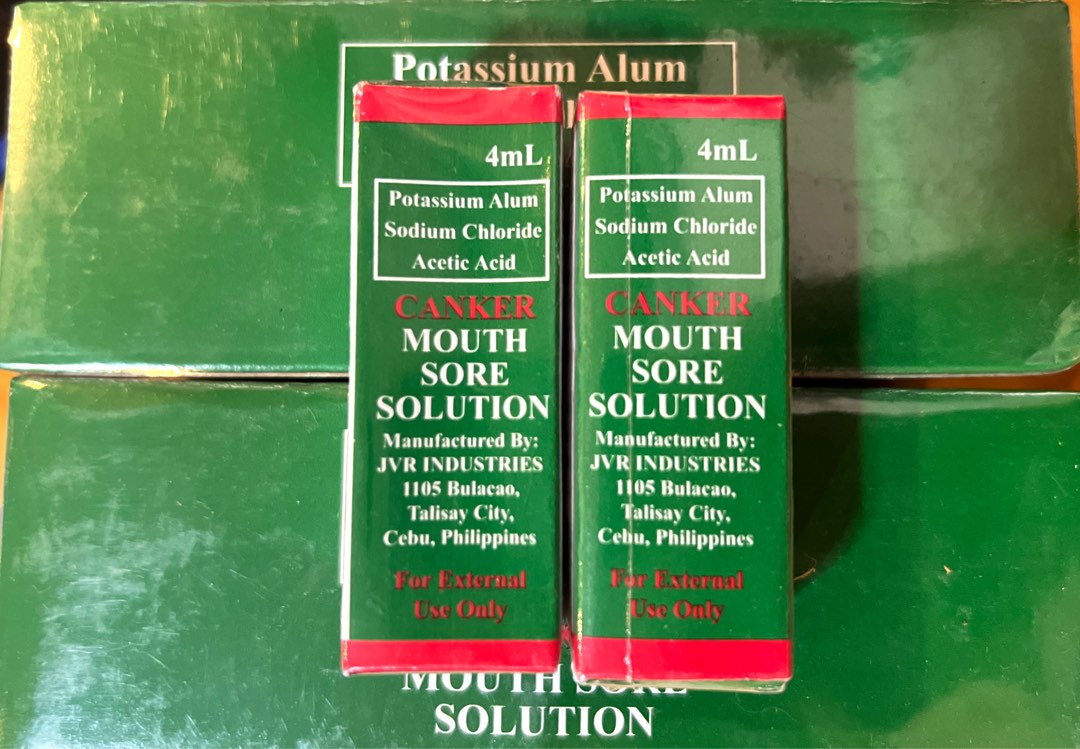 Potassium Alum
4mL
Potassium Alum
Sodium Chloride
Acetic Acid
CANKER
MOUTH
SORE
SOLUTION
Manufactured By:
JVR INDUSTRIES
1105 Bulacao,
Talisay City,
Cebu, Philippines
For External
Use Only
4mL
Potassium Alum
Sodium Chloride
Acetic Acid
CANKER
MOUTH
SORE
SOLUTION
Manufactured By:
JVR INDUSTRIES
1105 Bulacao,
Talisay City,
Cebu, Philippines
For External
Use Only
MOUTH SORE
SOLUTION